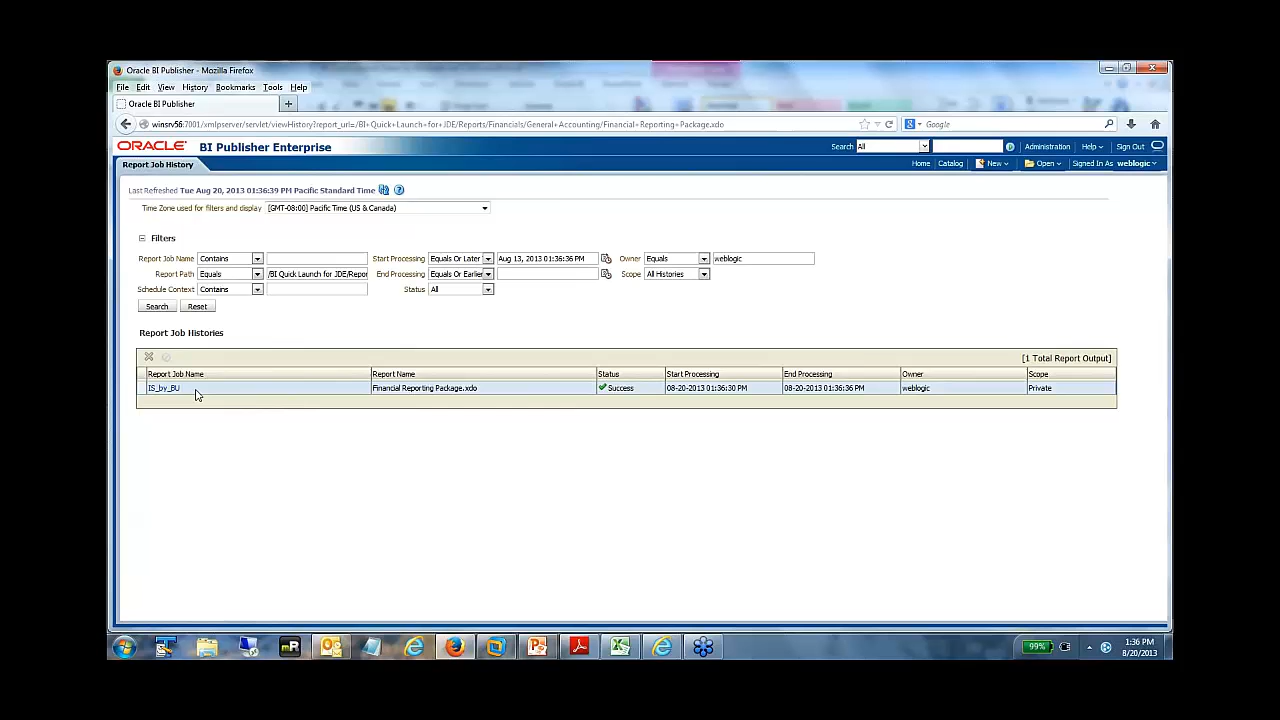 Oracle BI Publisher - Mozilla Firefox
File Edit View History Bookmarks Tools Help
Oracle BI Publisher +
winsrv56:7001/xmlpserver/servlet/viewHistory?report_url=/BI+Quick+Launch+for+JDE/Reports/Financials/General+Accounting/Financial+Reporting+Package.xdo Google
ORACLE BI Publisher Enterprise Search All Administration Help Sign Out
Report Job History Home Catalog New Open Signed In As weblogic
Last Refreshed Tue Aug 20, 2013 01:36:39 PM Pacific Standard Time
Time Zone used for filters and display [GMT-08:00] Pacific Time (US & Canada)
Filters
Report Job Name Contains Start Processing Equals Or Later Aug 13, 2013 01:36:36 PM Owner Equals weblogic
Report Path Equals /BI Quick Launch for JDE/Repor End Processing Equals Or Earlier Scope All Histories
Schedule Context Contains Status All
Search Reset
Report Job Histories
[1 Total Report Output]
Report Job Name Report Name Status Start Processing End Processing Owner Scope
IS_by_BU Financial Reporting Package.xdo Success 08-20-2013 01:36:30 PM 08-20-2013 01:36:36 PM weblogic Private
mR 99% 1:36 PM
8/20/2013